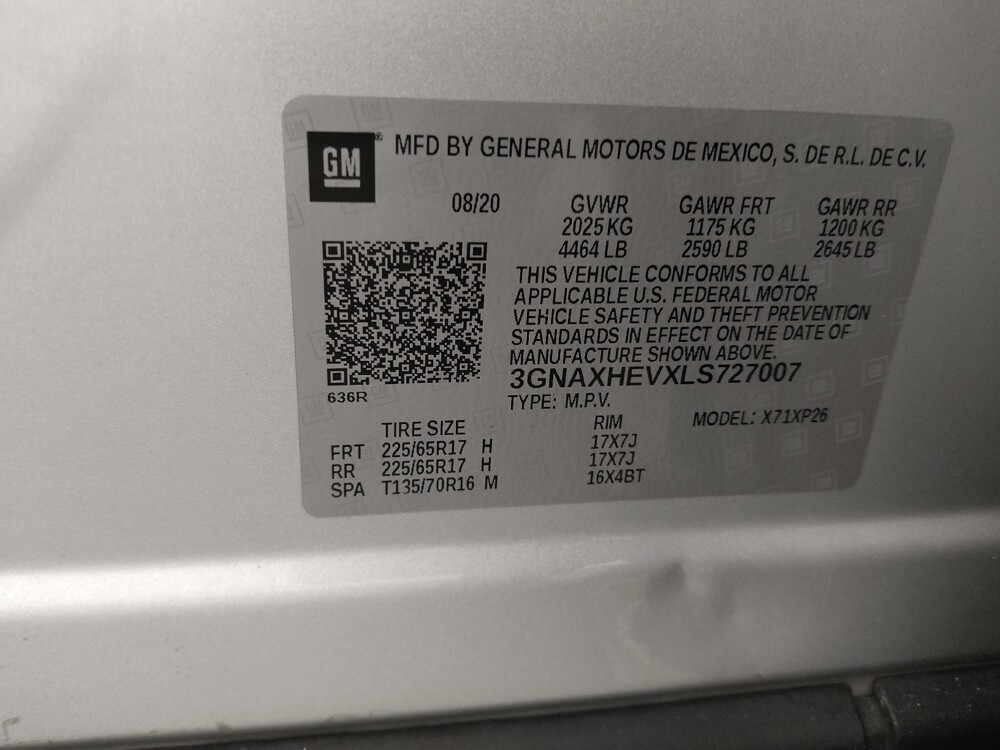 GM® MFD BY GENERAL MOTORS DE MEXICO, S. DE R.L. DE C.V.
08/20 GVWR GAWR FRT GAWR RR
2025 KG 1175 KG 1200 KG
4464 LB 2590 LB 2645 LB
THIS VEHICLE CONFORMS TO ALL
APPLICABLE U.S. FEDERAL MOTOR
VEHICLE SAFETY AND THEFT PREVENTION
STANDARDS IN EFFECT ON THE DATE OF
MANUFACTURE SHOWN ABOVE.
3GNAXHEVXLS727007
636R
TYPE: M.P.V.
TIRE SIZE RIM MODEL: X71XP26
FRT 225/65R17 H 17X7J
RR 225/65R17 H 17X7J
SPA T135/70R16 M 16X4BT